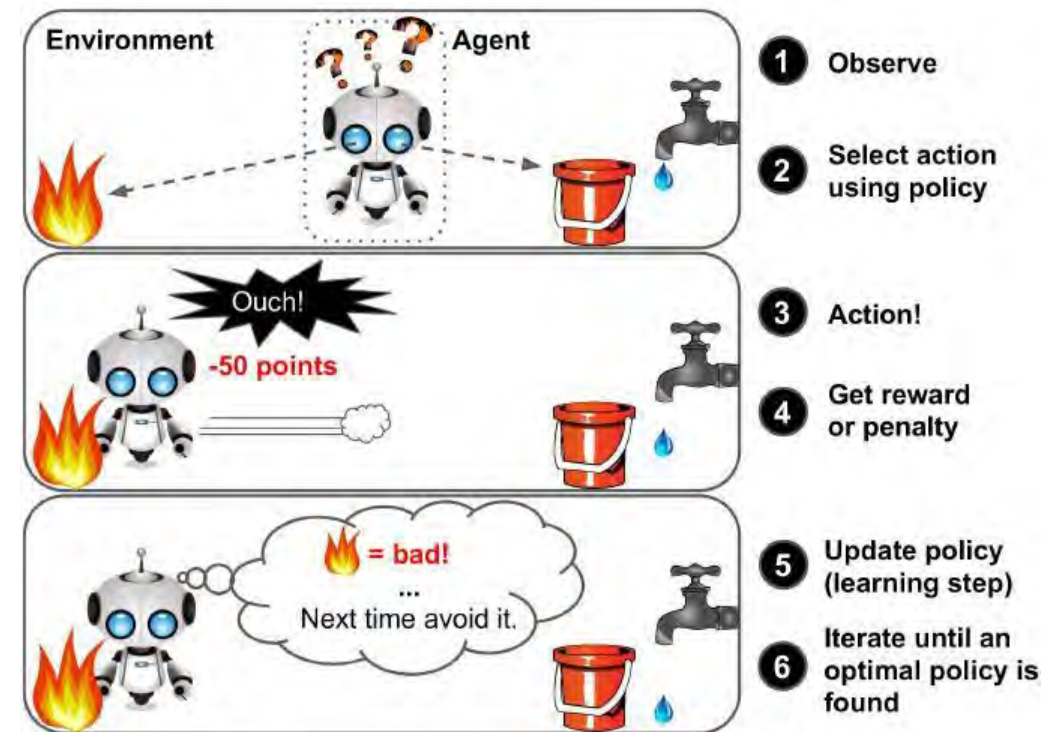 Environment
Agent
? ? ?
1 Observe
2 Select action
using policy
Ouch!
-50 points
3 Action!
4 Get reward
or penalty
= bad!
...
Next time avoid it.
5 Update policy
(learning step)
6 Iterate until an
optimal policy is
found